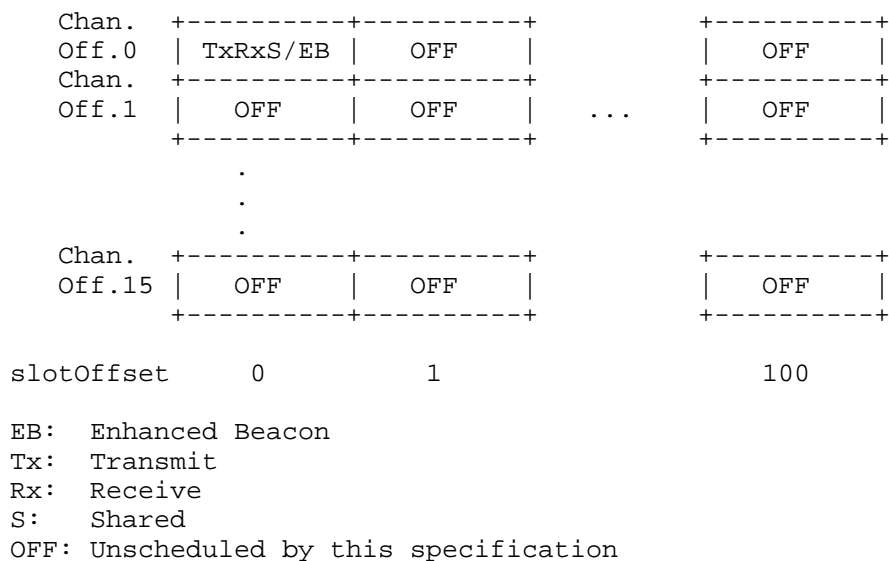 Chan.  +----------+----------+          +----------+
Off.0  | TxRxS/EB |   OFF    |          |   OFF    |
Chan.  +----------+----------+          +----------+
Off.1  |   OFF    |   OFF    |   ...    |   OFF    |
       +----------+----------+          +----------+
.
.
.
Chan.  +----------+----------+          +----------+
Off.15 |   OFF    |   OFF    |          |   OFF    |
       +----------+----------+          +----------+
slotOffset     0          1                    100
EB:  Enhanced Beacon
Tx:  Transmit
Rx:  Receive
S:   Shared
OFF: Unscheduled by this specification